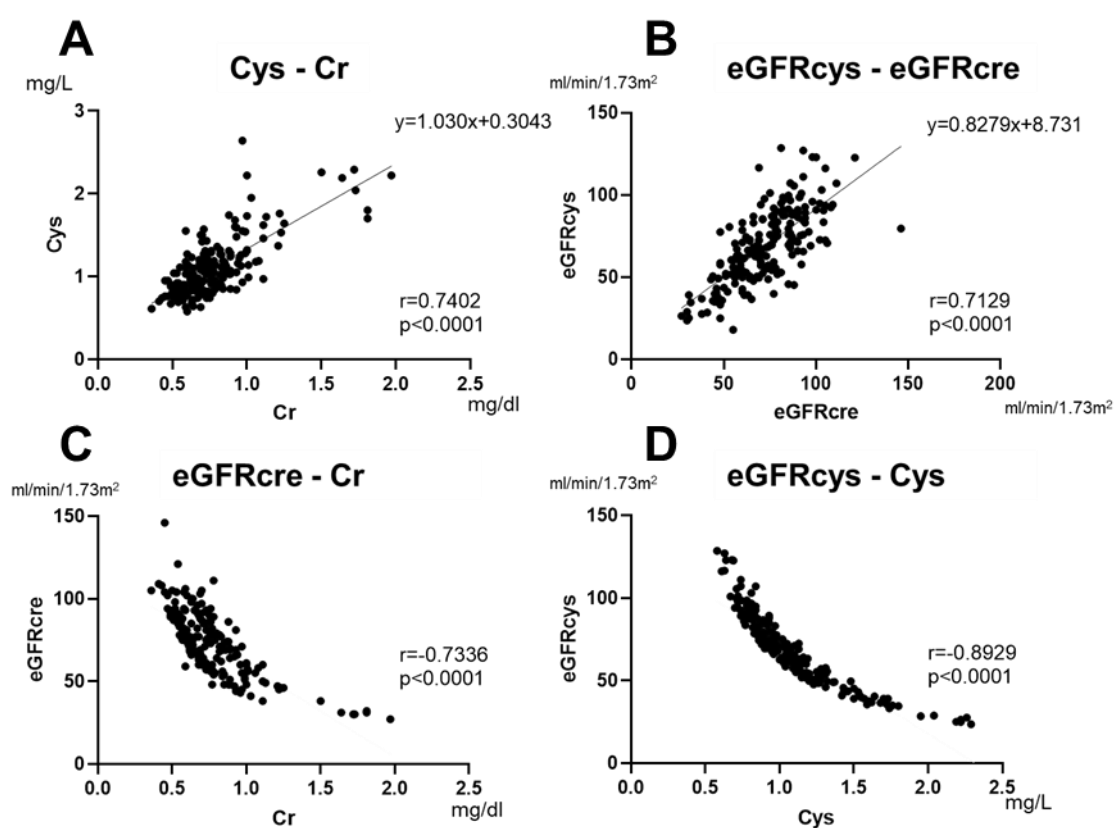 A
Cys - Cr
mg/L
3
2
1
0
Cys
y=1.030x+0.3043
r=0.7402
p<0.0001
0.0 0.5 1.0 1.5 2.0 2.5
Cr
mg/dl
B
eGFRcys - eGFRcre
ml/min/1.73m²
150
100
50
0
eGFRcys
y=0.8279x+8.731
r=0.7129
p<0.0001
0 50 100 150 200
eGFRcre
ml/min/1.73m²
C
eGFRcre - Cr
ml/min/1.73m²
150
100
50
0
eGFRcre
r=-0.7336
p<0.0001
0.0 0.5 1.0 1.5 2.0 2.5
Cr
mg/dl
D
eGFRcys - Cys
ml/min/1.73m²
150
100
50
0
eGFRcys
r=-0.8929
p<0.0001
0.0 0.5 1.0 1.5 2.0 2.5
Cys
mg/L